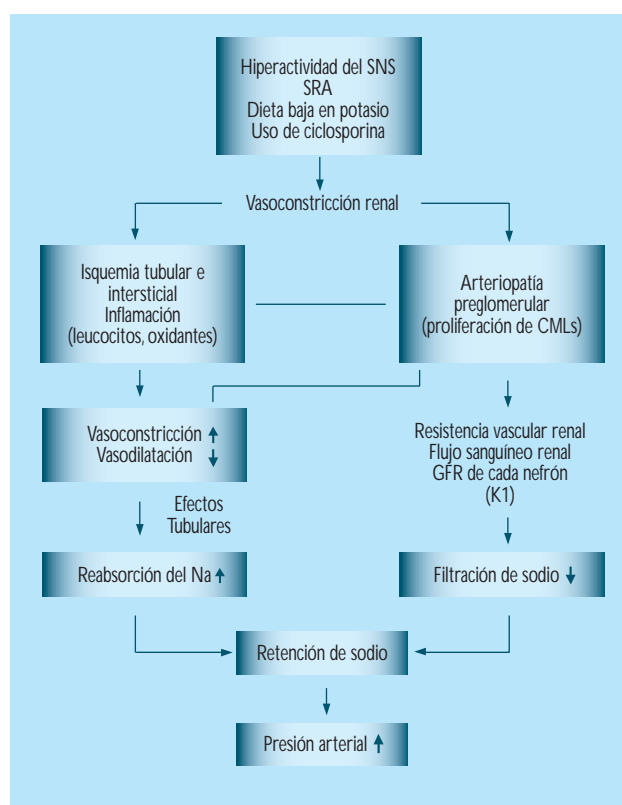 Hiperactividad del SNS
SRA
Dieta baja en potasio
Uso de ciclosporina
Vasoconstricción renal
Isquemia tubular e
intersticial
Inflamación
(leucocitos, oxidantes)
Arteriopatía
preglomerular
(proliferación de CMLs)
Vasoconstricción ↑
Vasodilatación ↓
Resistencia vascular renal
Flujo sanguíneo renal
GFR de cada nefrón
(K1)
Efectos
Tubulares
Reabsorción del Na ↑
Filtración de sodio ↓
Retención de sodio
Presión arterial ↑